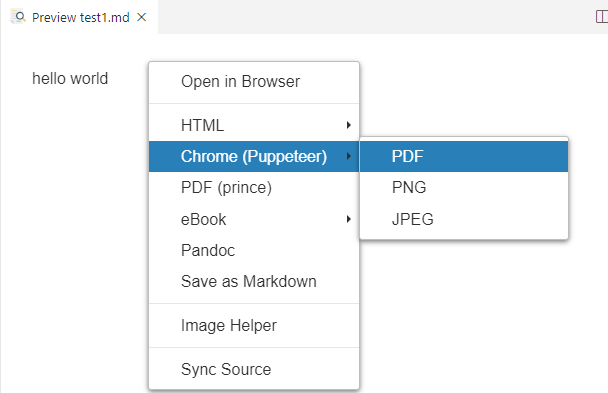 Preview test1.md
hello world
Open in Browser
HTML
Chrome (Puppeteer)
PDF (prince)
eBook
Pandoc
Save as Markdown
Image Helper
Sync Source
PDF
PNG
JPEG